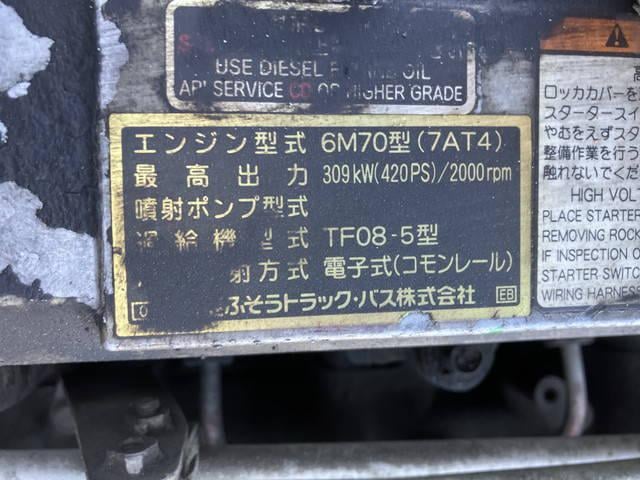 USE DIESEL ENGINE OIL
API SERVICE CD OR HIGHER GRADE
エンジン型式 6M70型(7AT4)
最高出力 309kW(420PS)/2000rpm
噴射ポンプ型式
過給機型式 TF08-5型
射方式 電子式(コモンレール)
ふそうトラック・バス株式会社 EB
ロッカカバーを
スタータースイ
やむをえずスタ
整備作業を行う
触れないでくだ
HIGH VOL
PLACE STARTER
REMOVING ROCK
IF INSPECTION O
STARTER SWITC
WIRING HARNESS